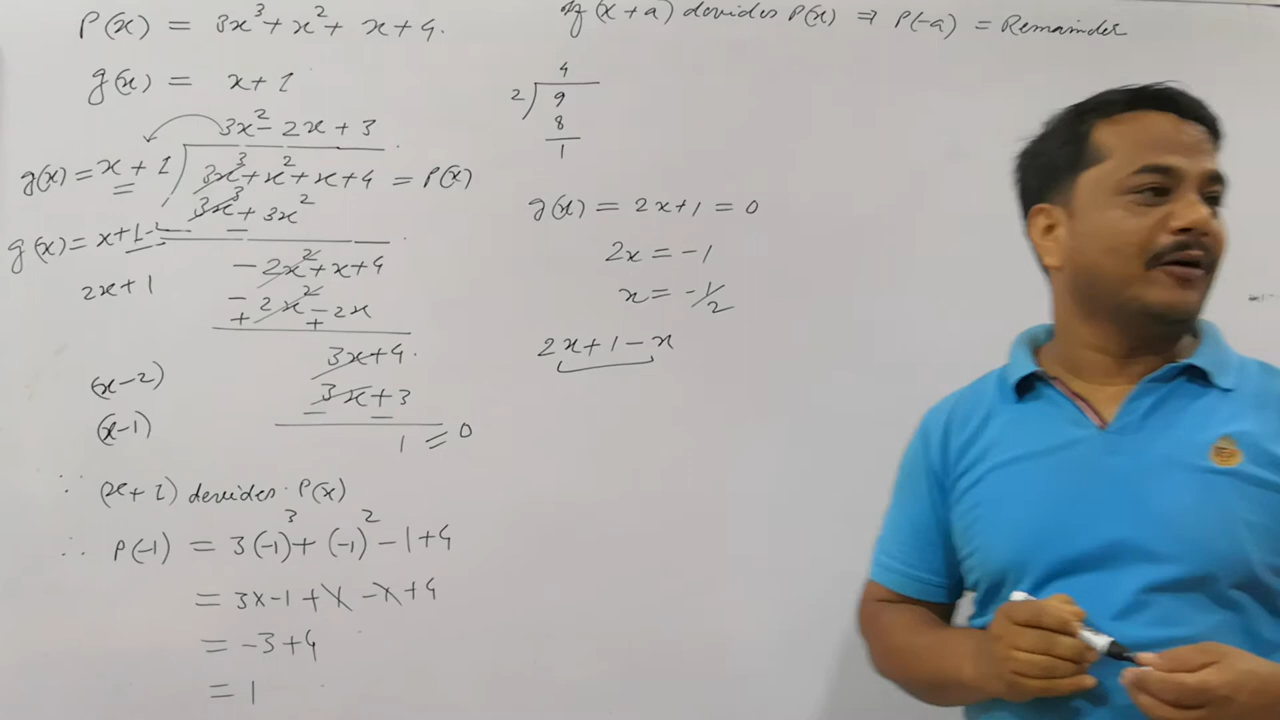 P(x) = 3x³ + x² + x + 4.
g(x) = x + 1
3x² - 2x + 3
g(x) = x + 1 ) 3x³ + x² + x + 4 = P(x)
3x³ + 3x²
g(x) = x + 1
- 2x² + x + 4
2x + 1
- 2x² - 2x
+ +
3x + 4.
(x-2)
3x + 3
(x-1)
1 = 0
∵ (x+1) devides P(x)
∴ P(-1) = 3(-1)³ + (-1)² - 1 + 4
= 3x-1 + 1 - 1 + 4
= -3+4
= 1
If (x+a) devides P(x) ⇒ P(-a) = Remainder
4
2 ) 9
8
1
g(x) = 2x+1 = 0
2x = -1
x = -1/2
2x+1 - x